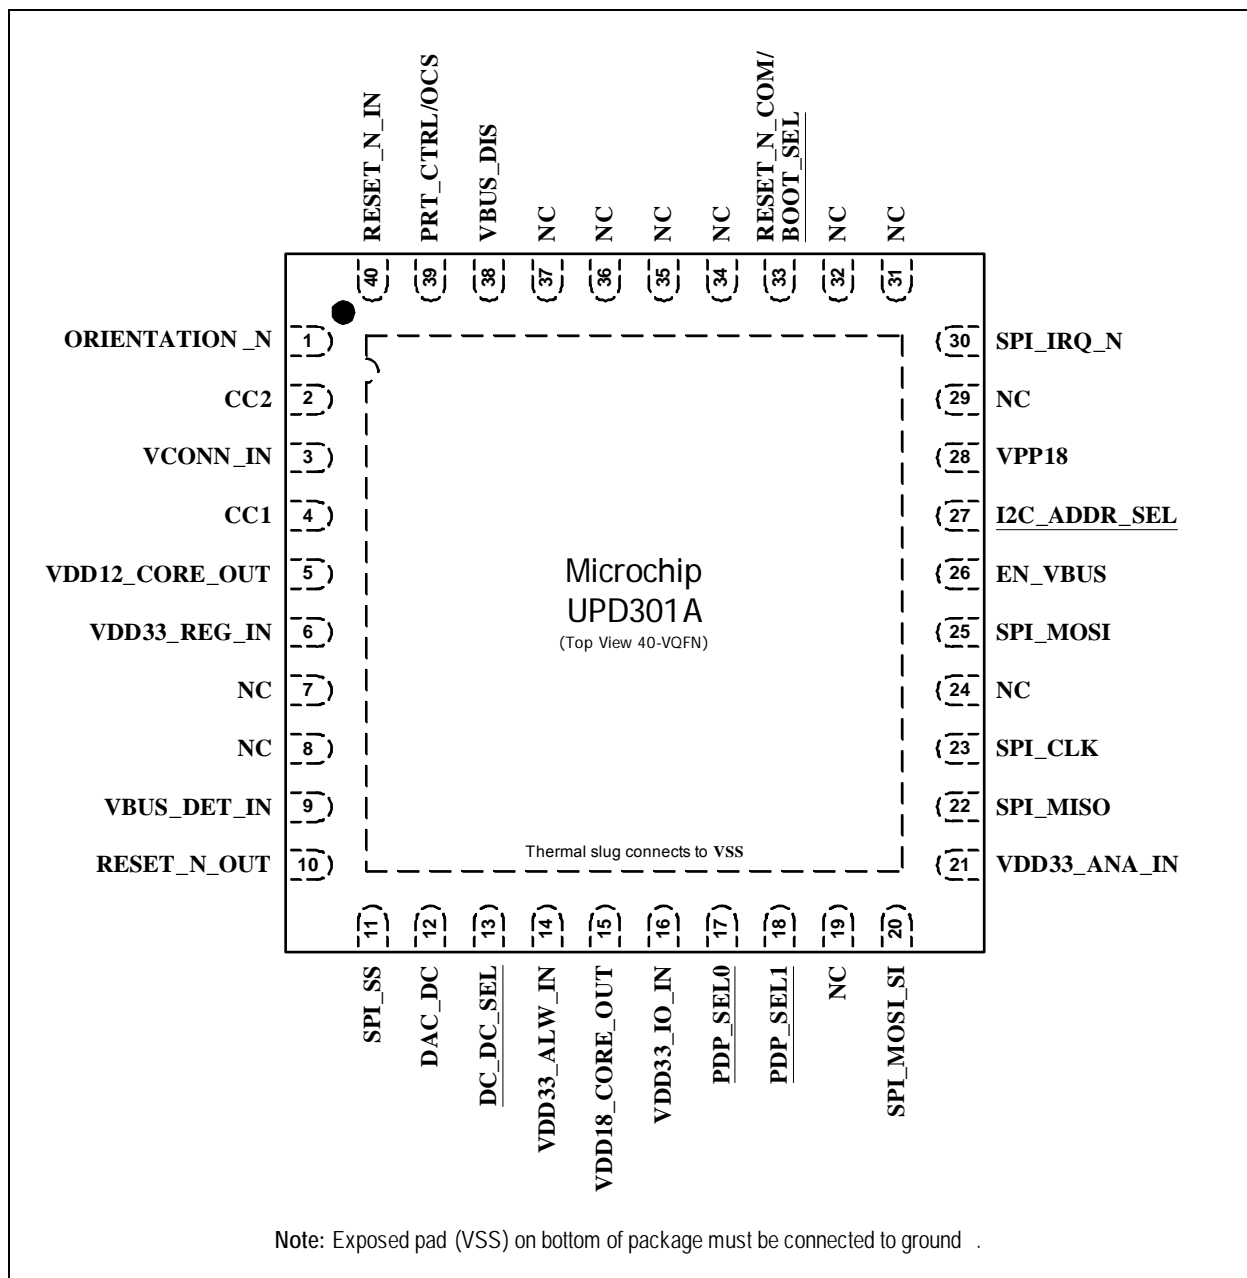 RESET_N_IN
PRT_CTRL/OCS
VBUS_DIS
NC
NC
NC
NC
RESET_N_COM/
BOOT_SEL
NC
NC
40
39
38
37
36
35
34
33
32
31
ORIENTATION_N
1
CC2
2
VCONN_IN
3
CC1
4
VDD12_CORE_OUT
5
VDD33_REG_IN
6
NC
7
NC
8
VBUS_DET_IN
9
RESET_N_OUT
10
Microchip
UPD301A
(Top View 40-VQFN)
Thermal slug connects to VSS
30
SPI_IRQ_N
29
NC
28
VPP18
27
I2C_ADDR_SEL
26
EN_VBUS
25
SPI_MOSI
24
NC
23
SPI_CLK
22
SPI_MISO
21
VDD33_ANA_IN
11
12
13
14
15
16
17
18
19
20
SPI_SS
DAC_DC
DC_DC_SEL
VDD33_ALW_IN
VDD18_CORE_OUT
VDD33_IO_IN
PDP_SEL0
PDP_SEL1
NC
SPI_MOSI_SI
Note: Exposed pad (VSS) on bottom of package must be connected to ground .